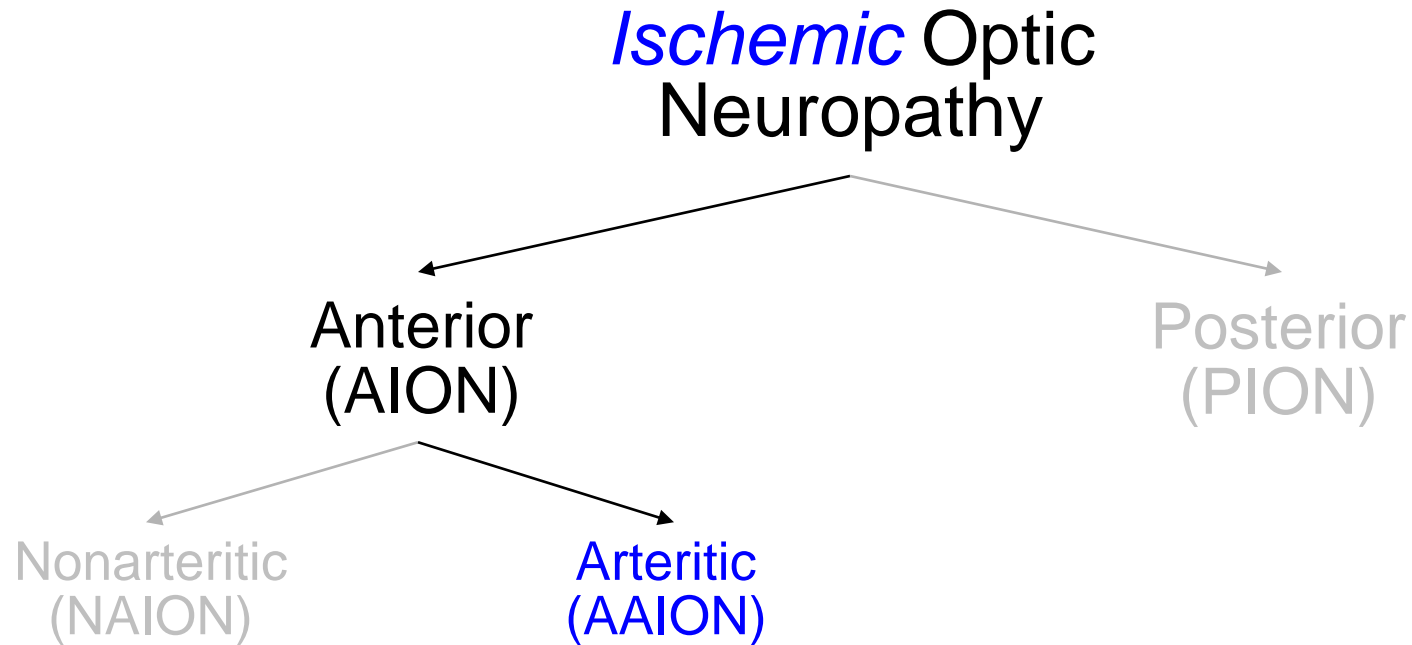 Ischemic Optic
Neuropathy
Anterior
(AION)
Posterior
(PION)
Nonarteritic
(NAION)
Arteritic
(AAION)